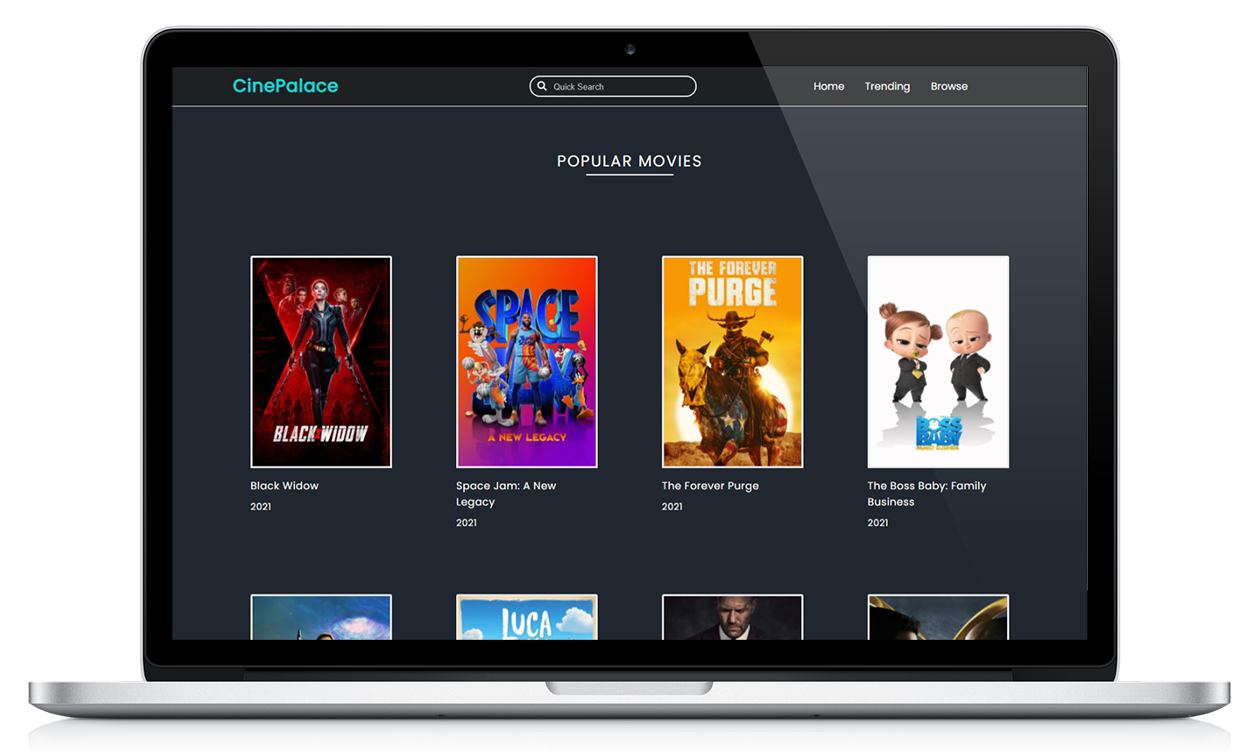 CinePalace
Quick Search
Home Trending Browse
POPULAR MOVIES
BLACK WIDOW
SPACE
JAM
A NEW LEGACY
THE FOREVER
PURGE
BOSS
BABY
FAMILY BUSINESS
Black Widow
2021
Space Jam: A New
Legacy
2021
The Forever Purge
2021
The Boss Baby: Family
Business
2021
LUCA